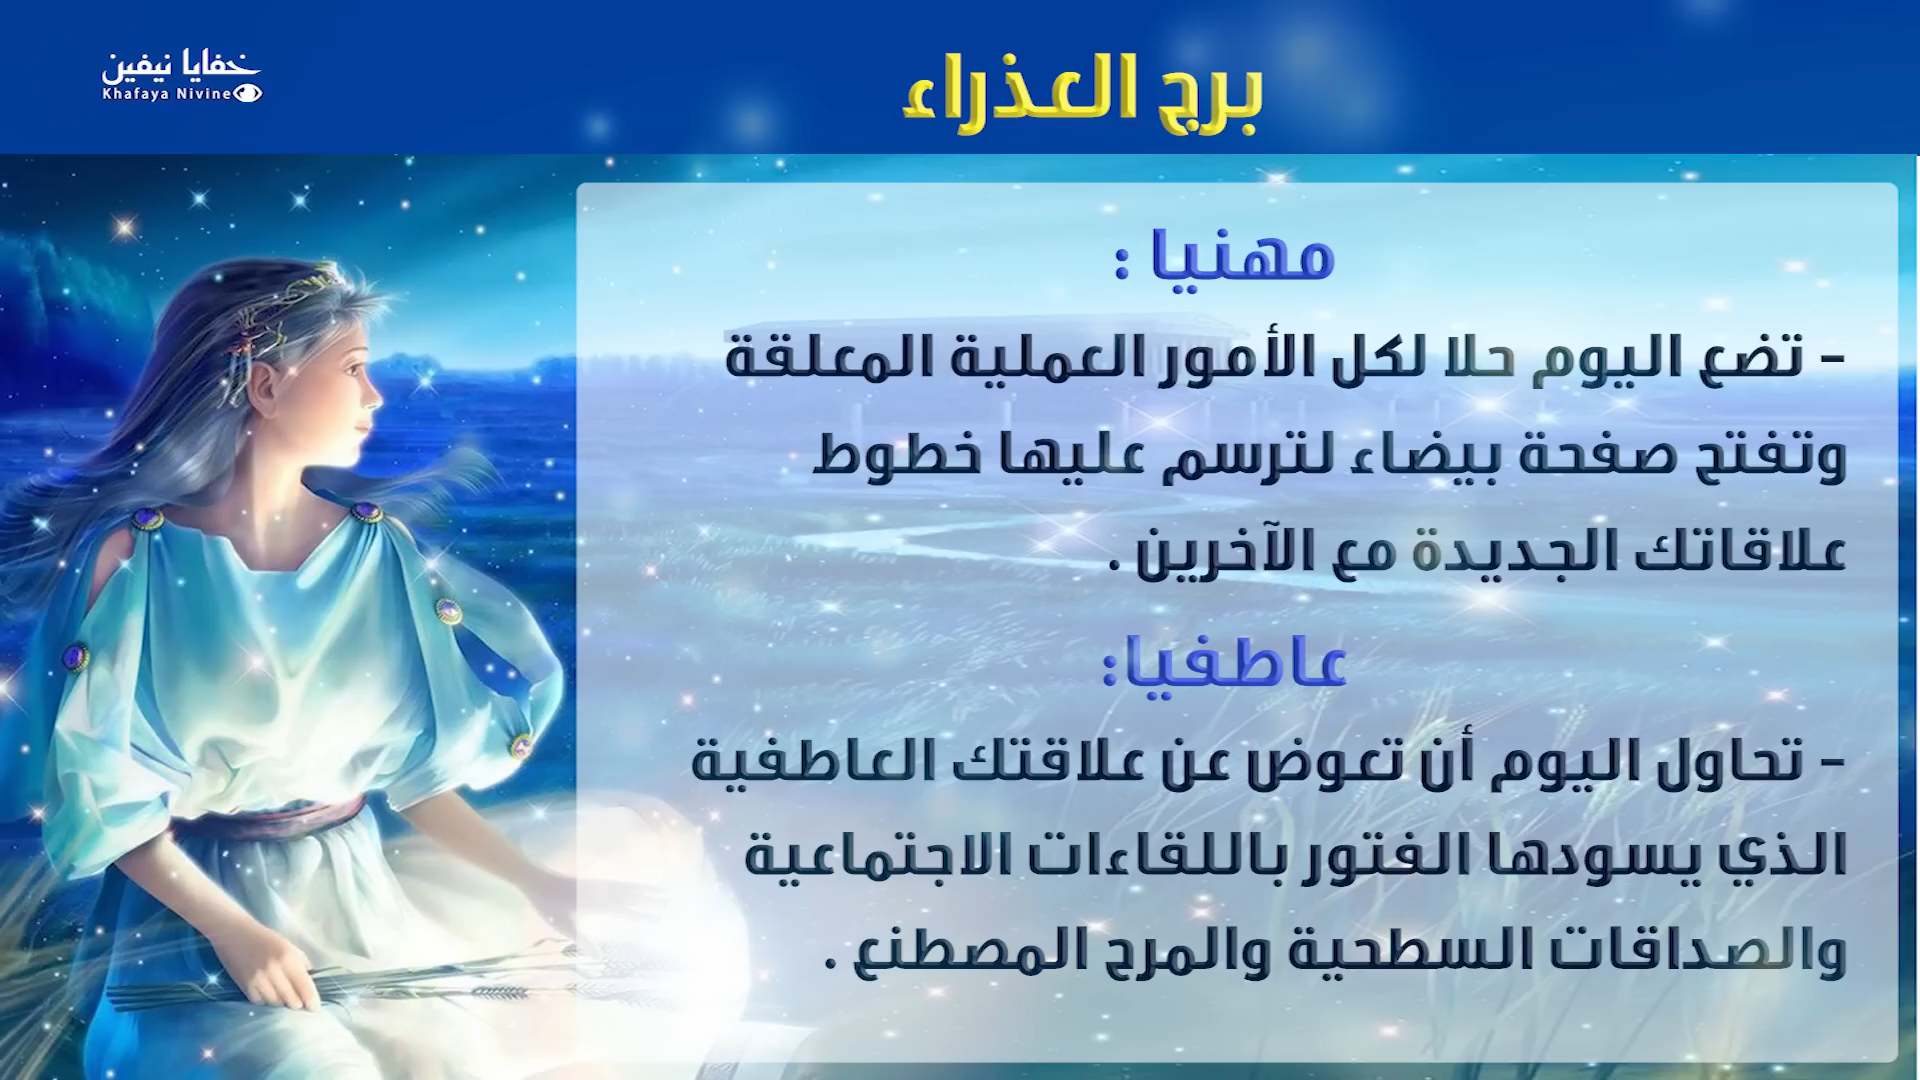 خفايا نيفين
Khafaya Nivine
برج العذراء
مهنيا :
- تضع اليوم حلا لكل الأمور العملية المعلقة
وتفتح صفحة بيضاء لترسم عليها خطوط
علاقاتك الجديدة مع الآخرين .
عاطفيا:
- تحاول اليوم أن تعوض عن علاقتك العاطفية
الذي يسودها الفتور باللقاءات الاجتماعية
والصداقات السطحية والمرح المصطنع .